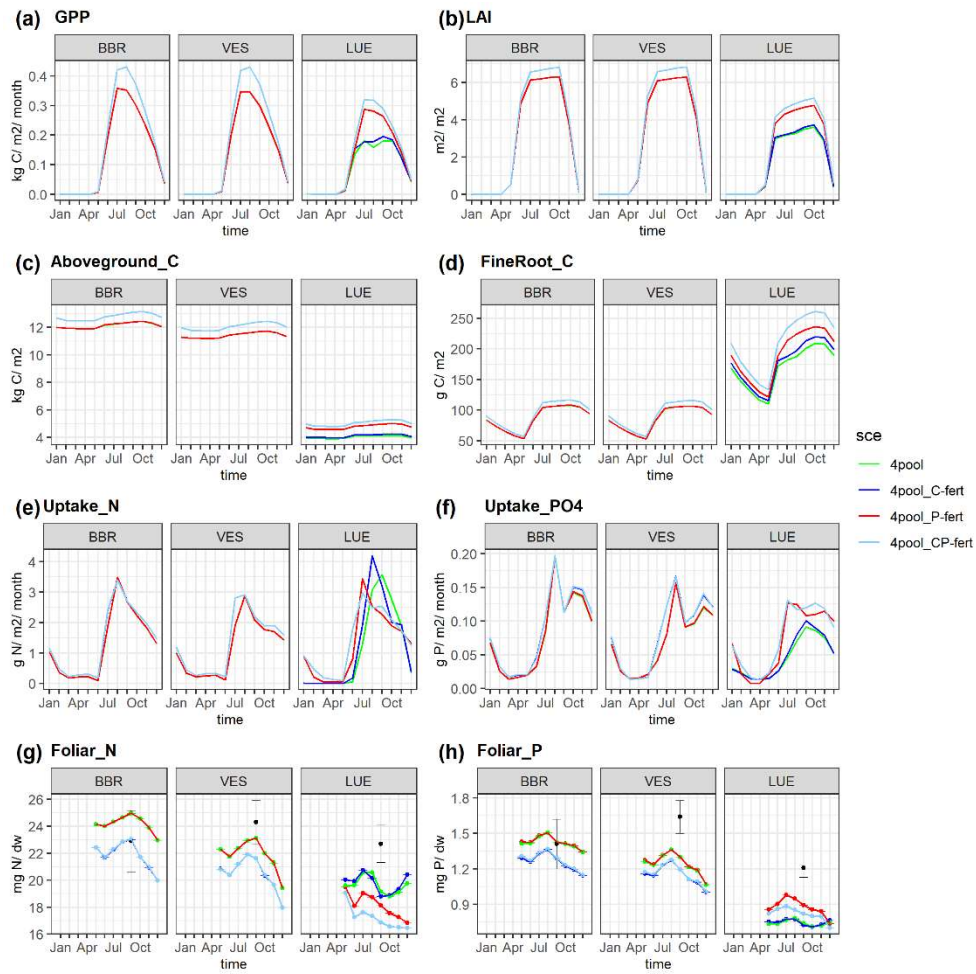 (a) GPP
BBR VES LUE
kg C/ m2/ month
0.4
0.3
0.2
0.1
0.0
Jan Apr Jul Oct Jan Apr Jul Oct Jan Apr Jul Oct
time
(b) LAI
BBR VES LUE
m2/ m2
6
4
2
0
Jan Apr Jul Oct Jan Apr Jul Oct Jan Apr Jul Oct
time
(c) Aboveground_C
BBR VES LUE
kg C/ m2
12
10
8
6
4
Jan Apr Jul Oct Jan Apr Jul Oct Jan Apr Jul Oct
time
(d) FineRoot_C
BBR VES LUE
g C/ m2
250
200
150
100
50
Jan Apr Jul Oct Jan Apr Jul Oct Jan Apr Jul Oct
time
sce
4pool
4pool_C-fert
4pool_P-fert
4pool_CP-fert
(e) Uptake_N
BBR VES LUE
g N/ m2/ month
4
3
2
1
0
Jan Apr Jul Oct Jan Apr Jul Oct Jan Apr Jul Oct
time
(f) Uptake_PO4
BBR VES LUE
g P/ m2/ month
0.20
0.15
0.10
0.05
0.00
Jan Apr Jul Oct Jan Apr Jul Oct Jan Apr Jul Oct
time
(g) Foliar_N
BBR VES LUE
mg N/ dw
26
24
22
20
18
16
Jan Apr Jul Oct Jan Apr Jul Oct Jan Apr Jul Oct
time
(h) Foliar_P
BBR VES LUE
mg P/ dw
1.8
1.5
1.2
0.9
Jan Apr Jul Oct Jan Apr Jul Oct Jan Apr Jul Oct
time